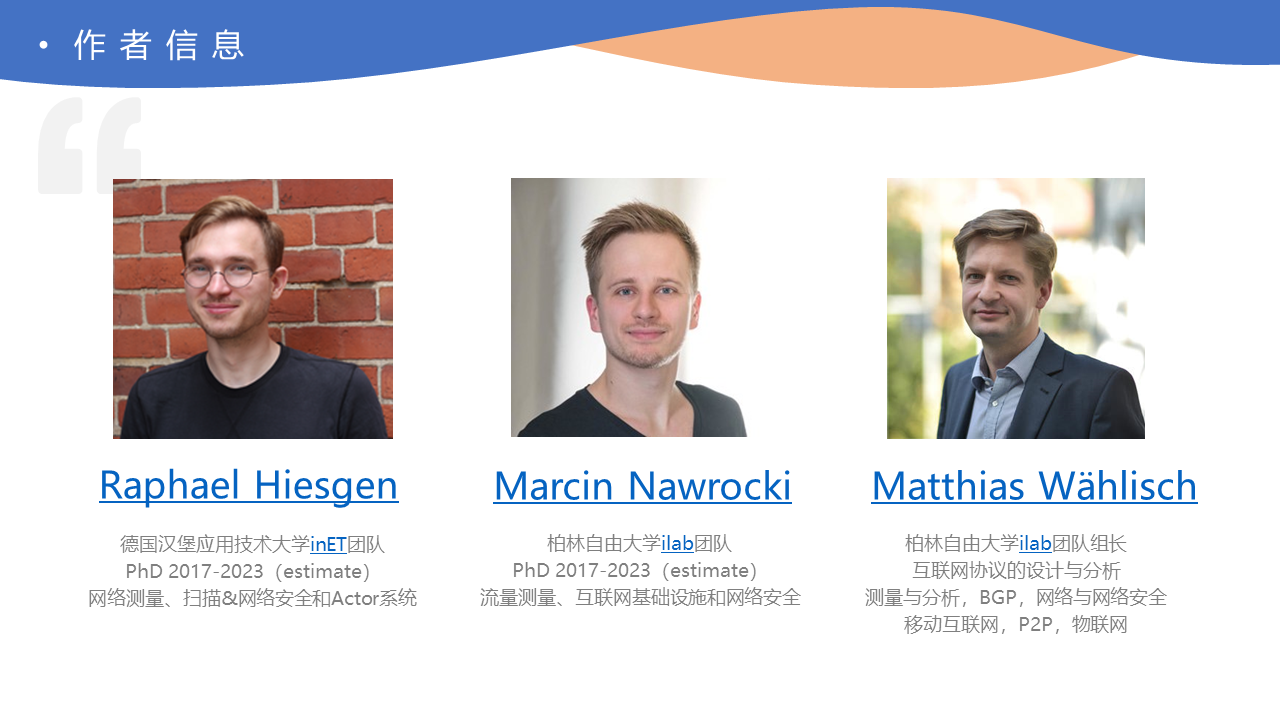 • 作者信息
Raphael Hiesgen
德国汉堡应用技术大学inET团队
PhD 2017-2023（estimate）
网络测量、扫描&网络安全和Actor系统
Marcin Nawrocki
柏林自由大学ilab团队
PhD 2017-2023（estimate）
流量测量、互联网基础设施和网络安全
Matthias Wählisch
柏林自由大学ilab团队组长
互联网协议的设计与分析
测量与分析，BGP，网络与网络安全
移动互联网，P2P，物联网